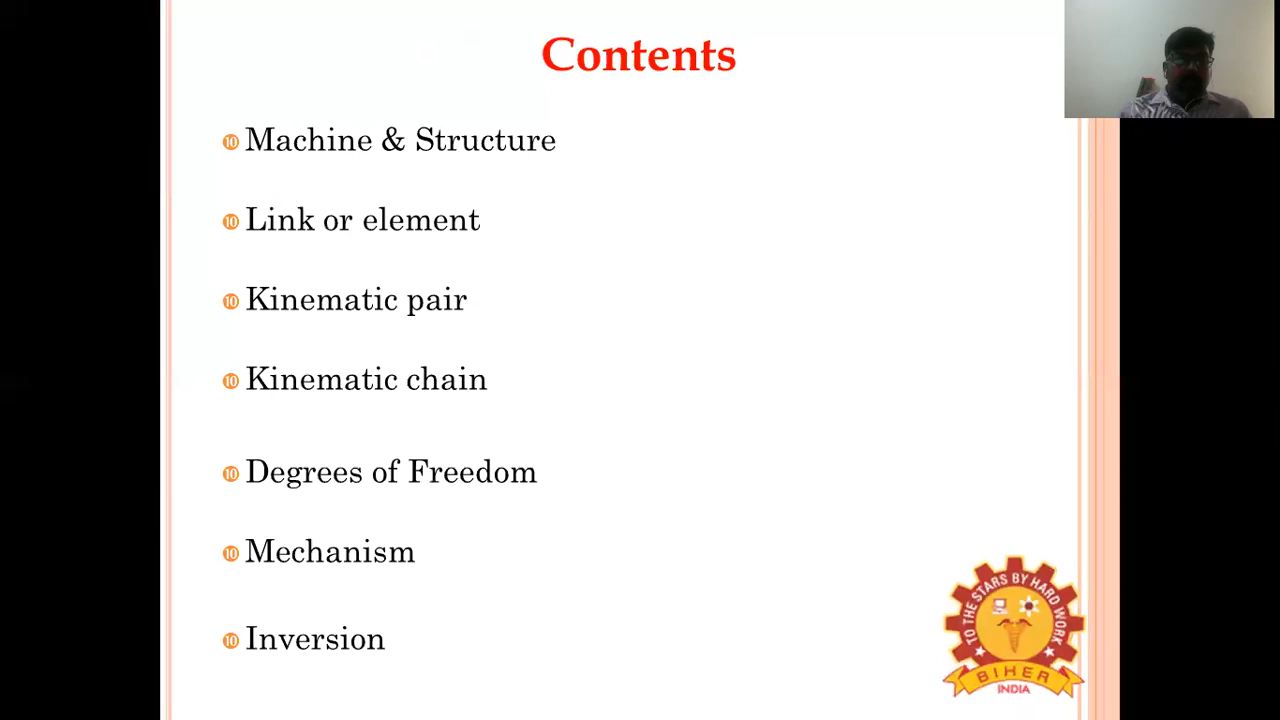 Contents
❿ Machine & Structure
❿ Link or element
❿ Kinematic pair
❿ Kinematic chain
❿ Degrees of Freedom
❿ Mechanism
❿ Inversion
TO THE STARS BY HARD WORK
BIHER
INDIA